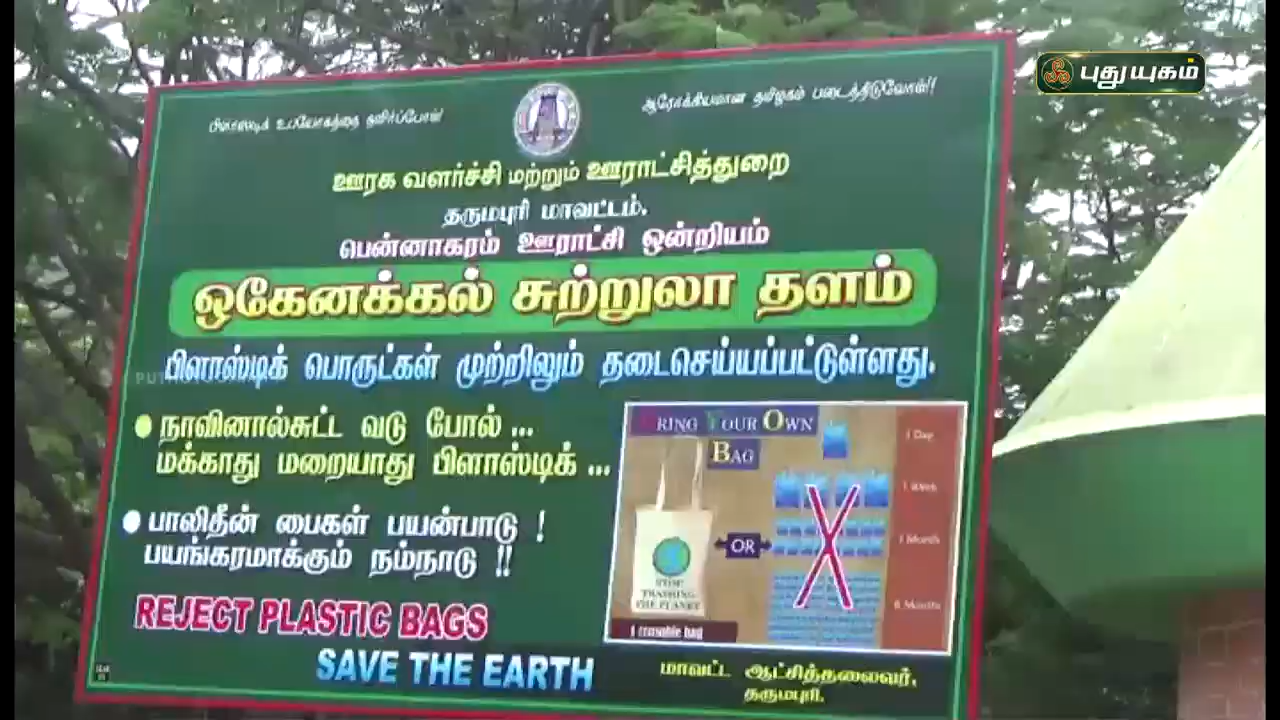 புதுயுகம்
பிளாஸ்டிக் உபயோகத்தை தவிர்ப்போம்!
ஆரோக்கியமான தமிழகம் படைத்திடுவோம்!!
ஊரக வளர்ச்சி மற்றும் ஊராட்சித்துறை
தருமபுரி மாவட்டம்.
பென்னாகரம் ஊராட்சி ஒன்றியம்
ஒகேனக்கல் சுற்றுலா தளம்
பிளாஸ்டிக் பொருட்கள் முற்றிலும் தடைசெய்யப்பட்டுள்ளது.
நாவினால்சுட்ட வடு போல் ...
மக்காது மறையாது பிளாஸ்டிக் ...
பாலிதீன் பைகள் பயன்பாடு !
பயங்கரமாக்கும் நம்நாடு !!
REJECT PLASTIC BAGS
SAVE THE EARTH
BRING YOUR OWN
BAG
OR
STOP
TRASHING
THE PLANET
1 reusable bag
1 Day
1 Week
1 Month
6 Months
மாவட்ட ஆட்சித்தலைவர்,
தருமபுரி.